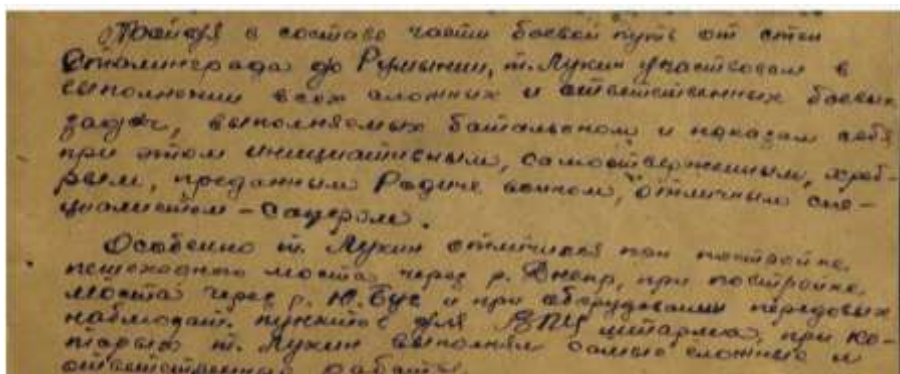 Пройдя в составе части боевой путь от стен
Сталинграда до Румынии, т. Лукин участвовал в
выполнении всех сложных и ответственных боевых
задач, выполняемых батальоном и показал себя
при этом инициативным, самоотверженным, храб-
рым, преданным Родине воином, отличным спе-
циалистом - сапером.
Особенно т. Лукин отличился при постройке
пешеходного моста через р. Днепр, при постройке
моста через р. Ю. Буг и при оборудовании передовых
наблюдат. пунктов для штарма, при ко-
торых т. Лукин выполнял самые сложные и
ответственные работы.